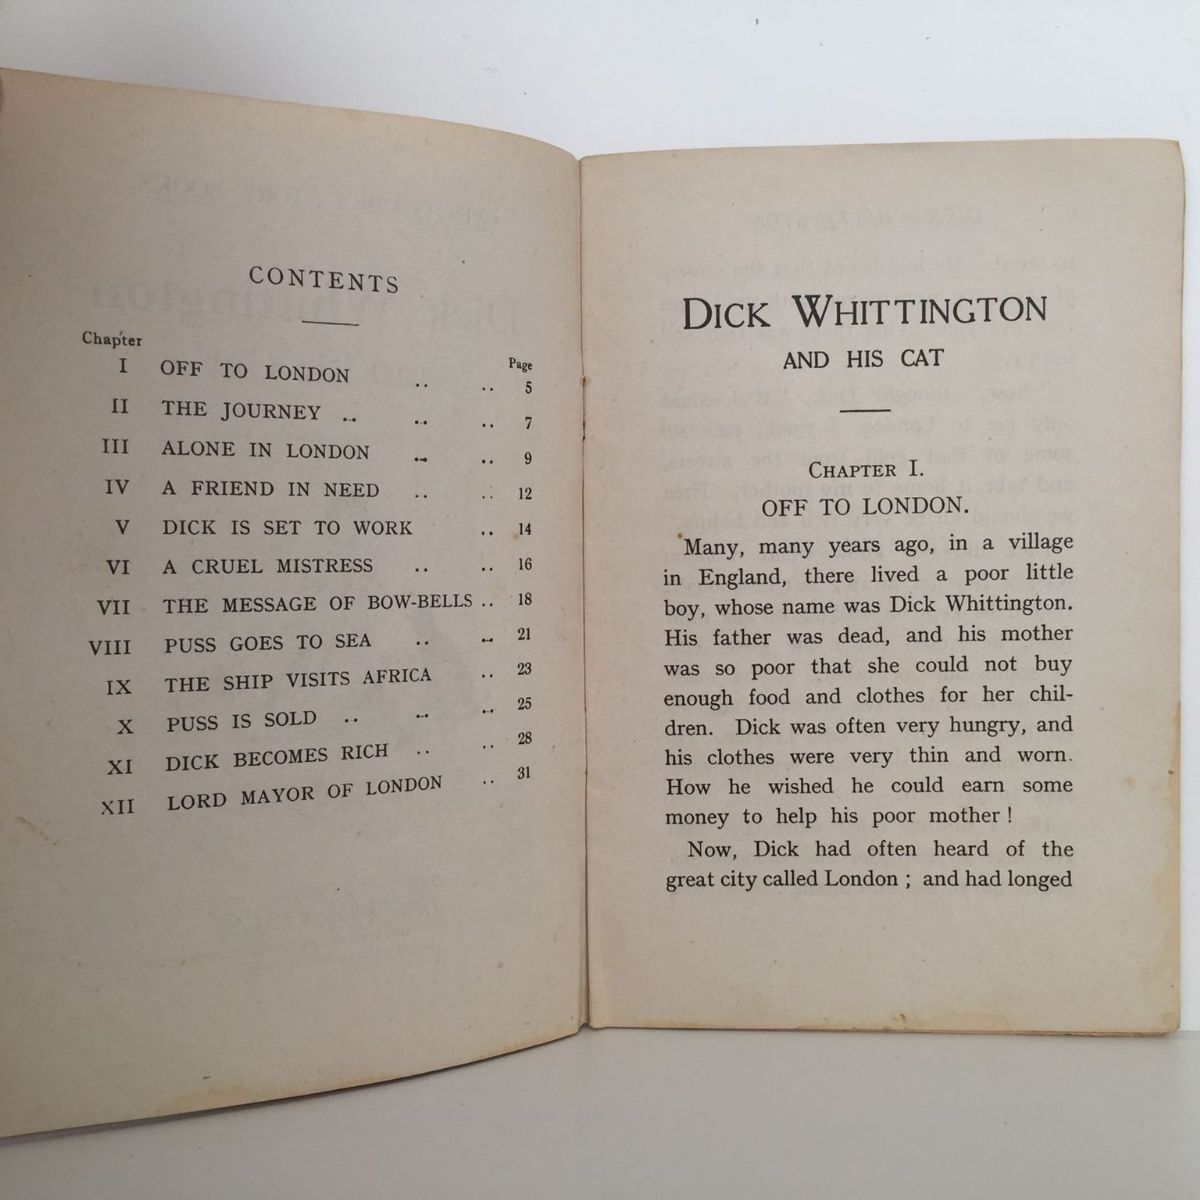 CONTENTS
Chapter
Page
I OFF TO LONDON .. .. 5
II THE JOURNEY .. .. .. 7
III ALONE IN LONDON .. .. 9
IV A FRIEND IN NEED .. .. 12
V DICK IS SET TO WORK .. 14
VI A CRUEL MISTRESS .. .. 16
VII THE MESSAGE OF BOW-BELLS .. 18
VIII PUSS GOES TO SEA .. .. 21
IX THE SHIP VISITS AFRICA .. 23
X PUSS IS SOLD .. .. .. 25
XI DICK BECOMES RICH .. .. 28
XII LORD MAYOR OF LONDON .. 31
DICK WHITTINGTON
AND HIS CAT
CHAPTER I.
OFF TO LONDON.
Many, many years ago, in a village
in England, there lived a poor little
boy, whose name was Dick Whittington.
His father was dead, and his mother
was so poor that she could not buy
enough food and clothes for her chil-
dren. Dick was often very hungry, and
his clothes were very thin and worn.
How he wished he could earn some
money to help his poor mother !
Now, Dick had often heard of the
great city called London ; and had longed